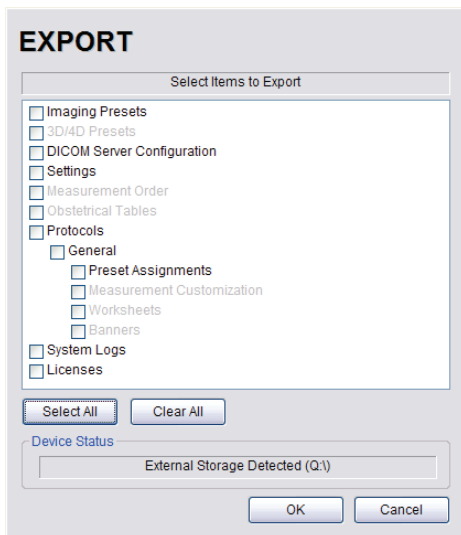 EXPORT
Select Items to Export
Imaging Presets
3D/4D Presets
DICOM Server Configuration
Settings
Measurement Order
Obstetrical Tables
Protocols
General
Preset Assignments
Measurement Customization
Worksheets
Banners
System Logs
Licenses
Select All Clear All
Device Status
External Storage Detected (Q:\)
OK Cancel